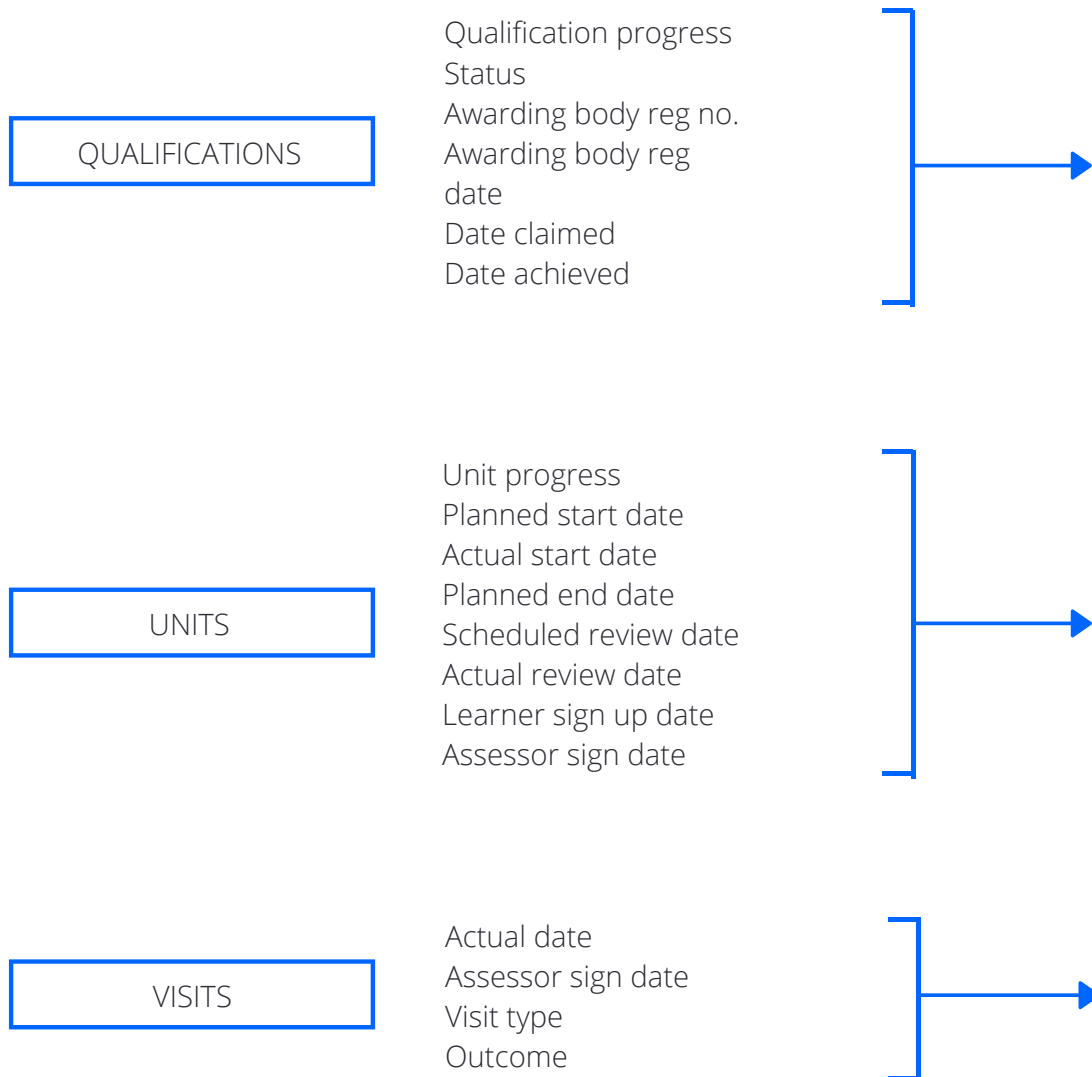 QUALIFICATIONS
Qualification progress
Status
Awarding body reg no.
Awarding body reg
date
Date claimed
Date achieved
UNITS
Unit progress
Planned start date
Actual start date
Planned end date
Scheduled review date
Actual review date
Learner sign up date
Assessor sign date
VISITS
Actual date
Assessor sign date
Visit type
Outcome